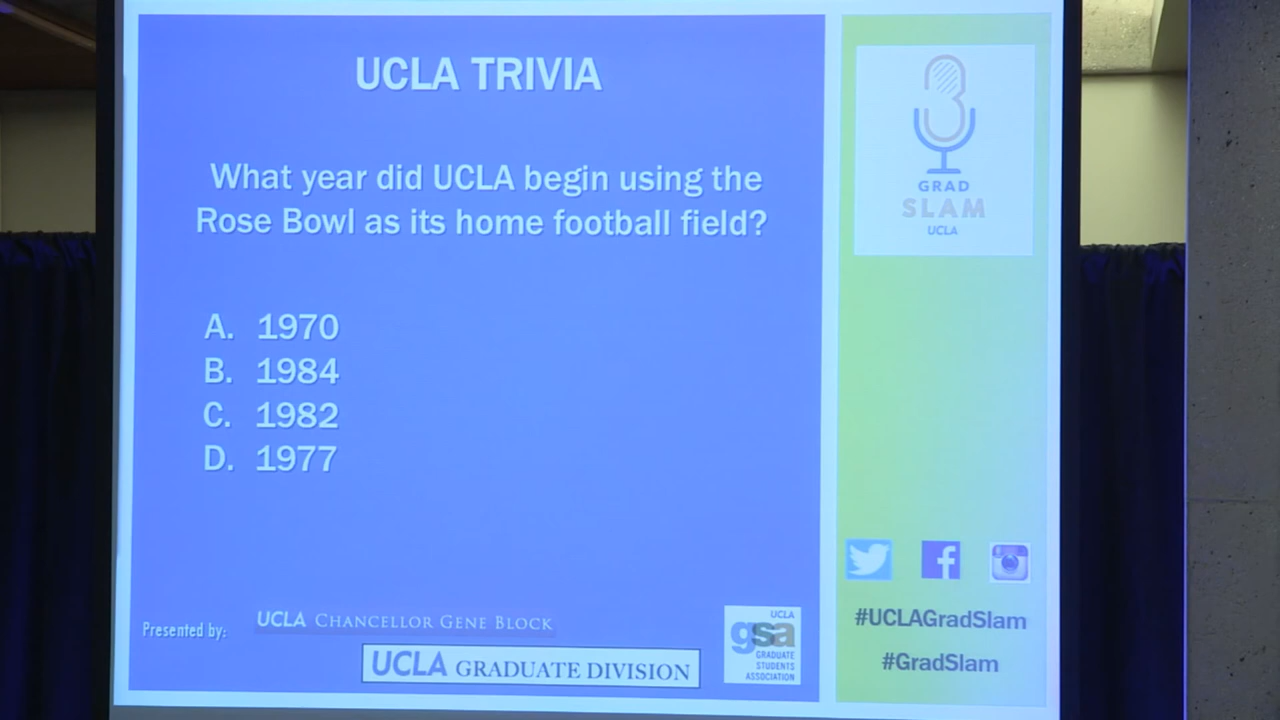 UCLA TRIVIA
What year did UCLA begin using the
Rose Bowl as its home football field?
A. 1970
B. 1984
C. 1982
D. 1977
Presented by:
UCLA CHANCELLOR GENE BLOCK
UCLA GRADUATE DIVISION
UCLA
gsa
GRADUATE
STUDENTS
ASSOCIATION
GRAD
SLAM
UCLA
#UCLAGradSlam
#GradSlam